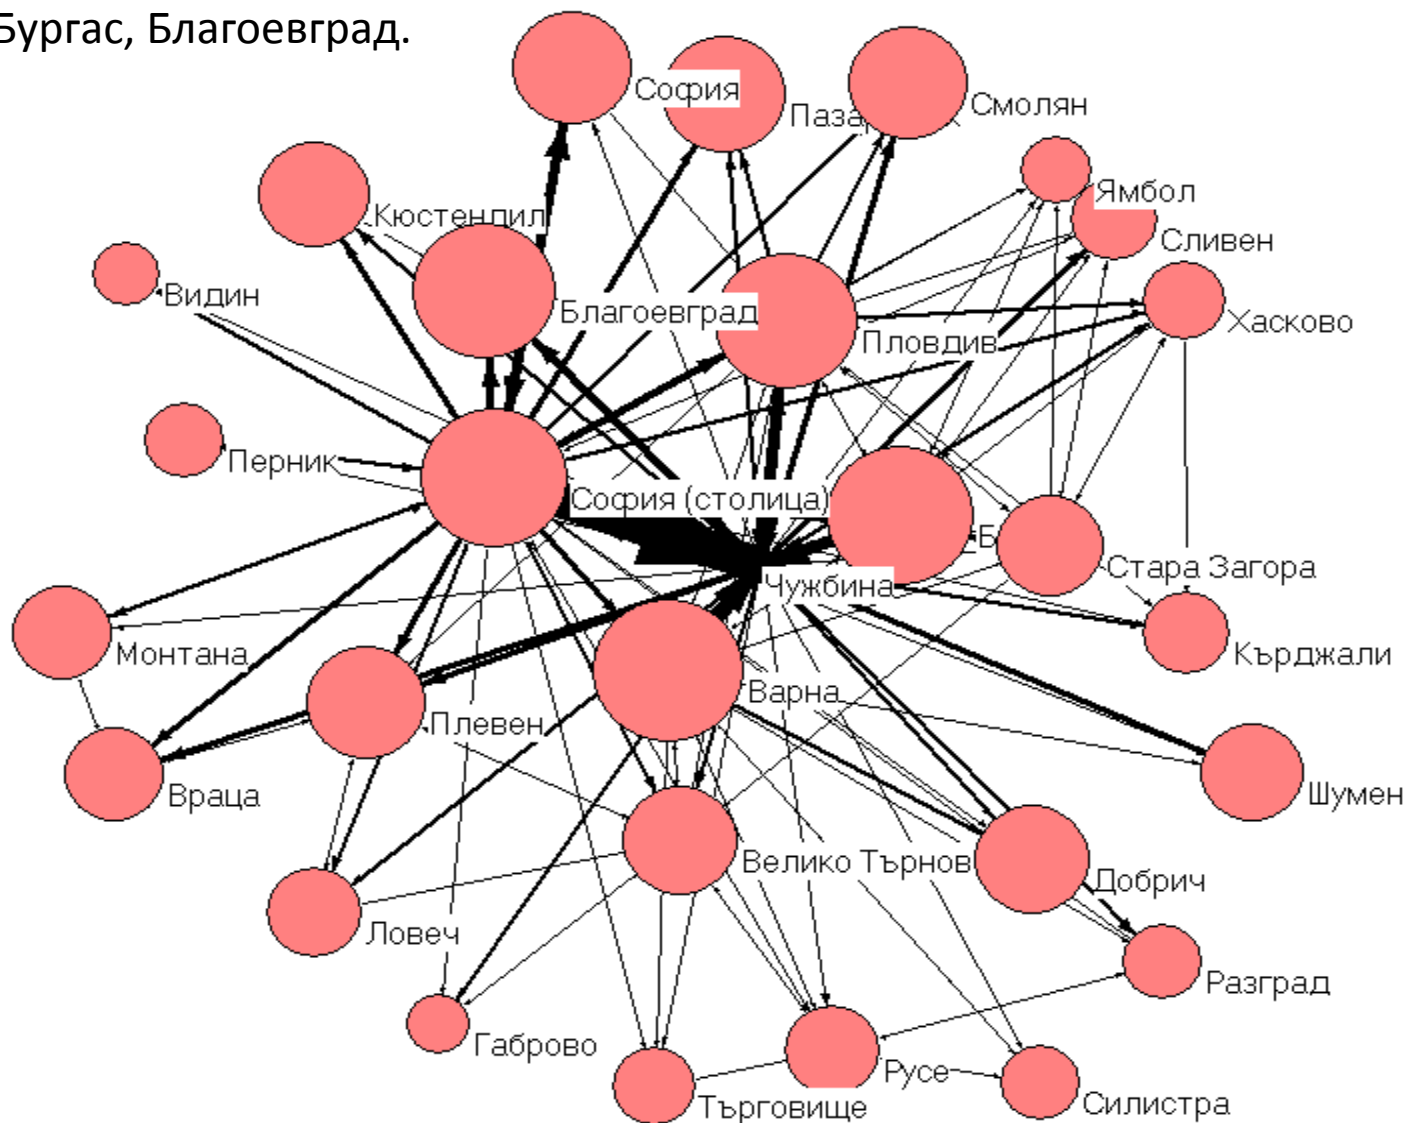 Бургас, Благоевград.
София
Смолян
Ямбол
Кюстендил
Сливен
Видин
Благоевград
Хасково
Пловдив
Перник
София (столица)
Стара Загора
Чужбина
Монтана
Кърджали
Варна
Плевен
Враца
Шумен
Велико Търнов
Добрич
Ловеч
Разград
Габрово
Русе
Търговище
Силистра